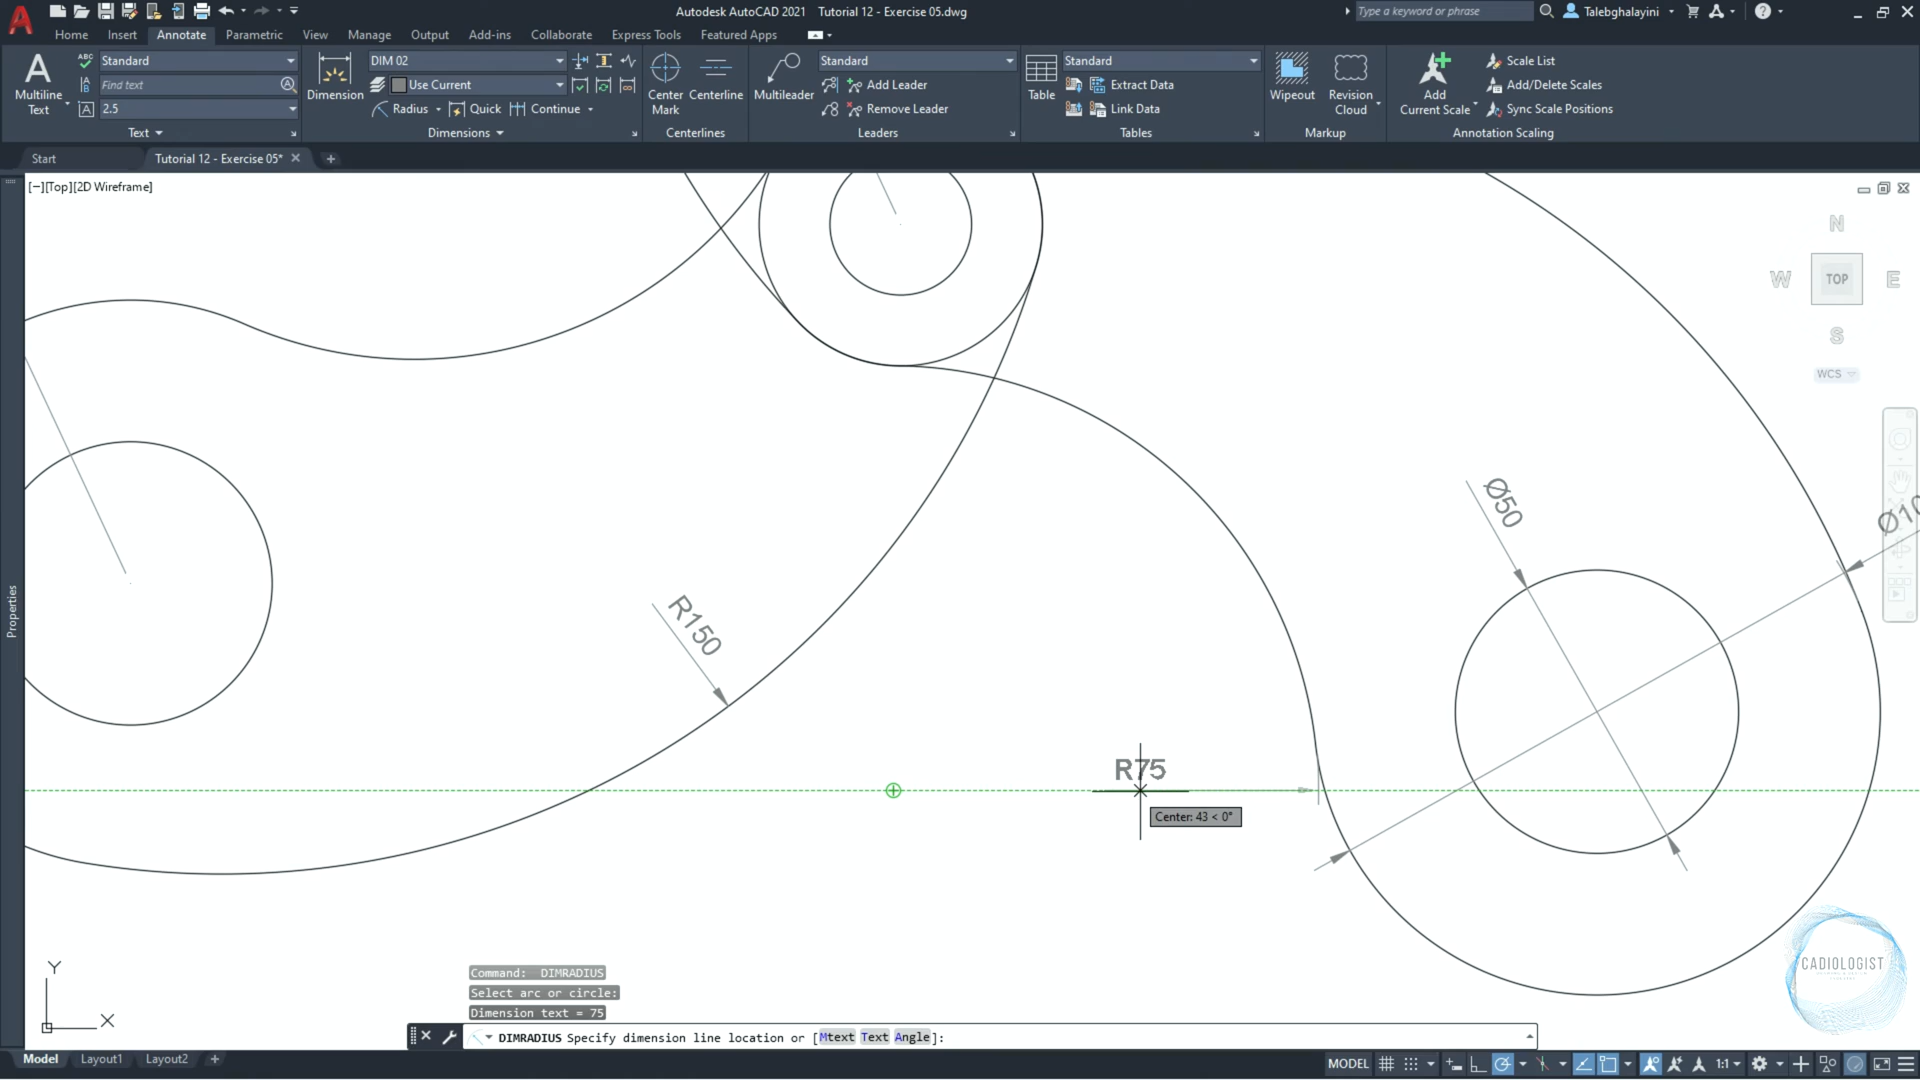 Autodesk AutoCAD 2021 Tutorial 12 - Exercise 05.dwg
Type a keyword or phrase
Talebghalayini
Home Insert Annotate Parametric View Manage Output Add-ins Collaborate Express Tools Featured Apps
Multiline Text
Standard
Find text
2.5
Text
Dimension
DIM 02
Use Current
Radius Quick Continue
Dimensions
Center Mark
Centerline
Centerlines
Multileader
Standard
Add Leader
Remove Leader
Leaders
Table
Standard
Extract Data
Link Data
Tables
Wipeout
Revision Cloud
Markup
Add Current Scale
Scale List
Add/Delete Scales
Sync Scale Positions
Annotation Scaling
Start
Tutorial 12 - Exercise 05*
[−][Top][2D Wireframe]
N
W TOP E
S
WCS
Properties
Ø50
R150
R75
Center: 43 < 0°
Y
X
CADIOLOGIST
Command: DIMRADIUS
Select arc or circle:
Dimension text = 75
DIMRADIUS Specify dimension line location or [Mtext Text Angle]:
Model Layout1 Layout2
MODEL
1:1